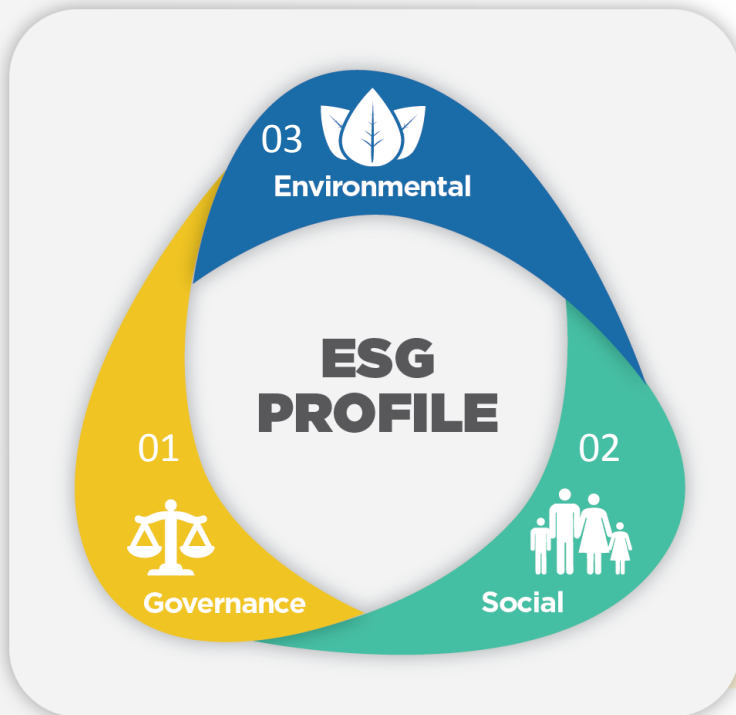 03
Environmental
ESG
PROFILE
01
02
Governance
Social